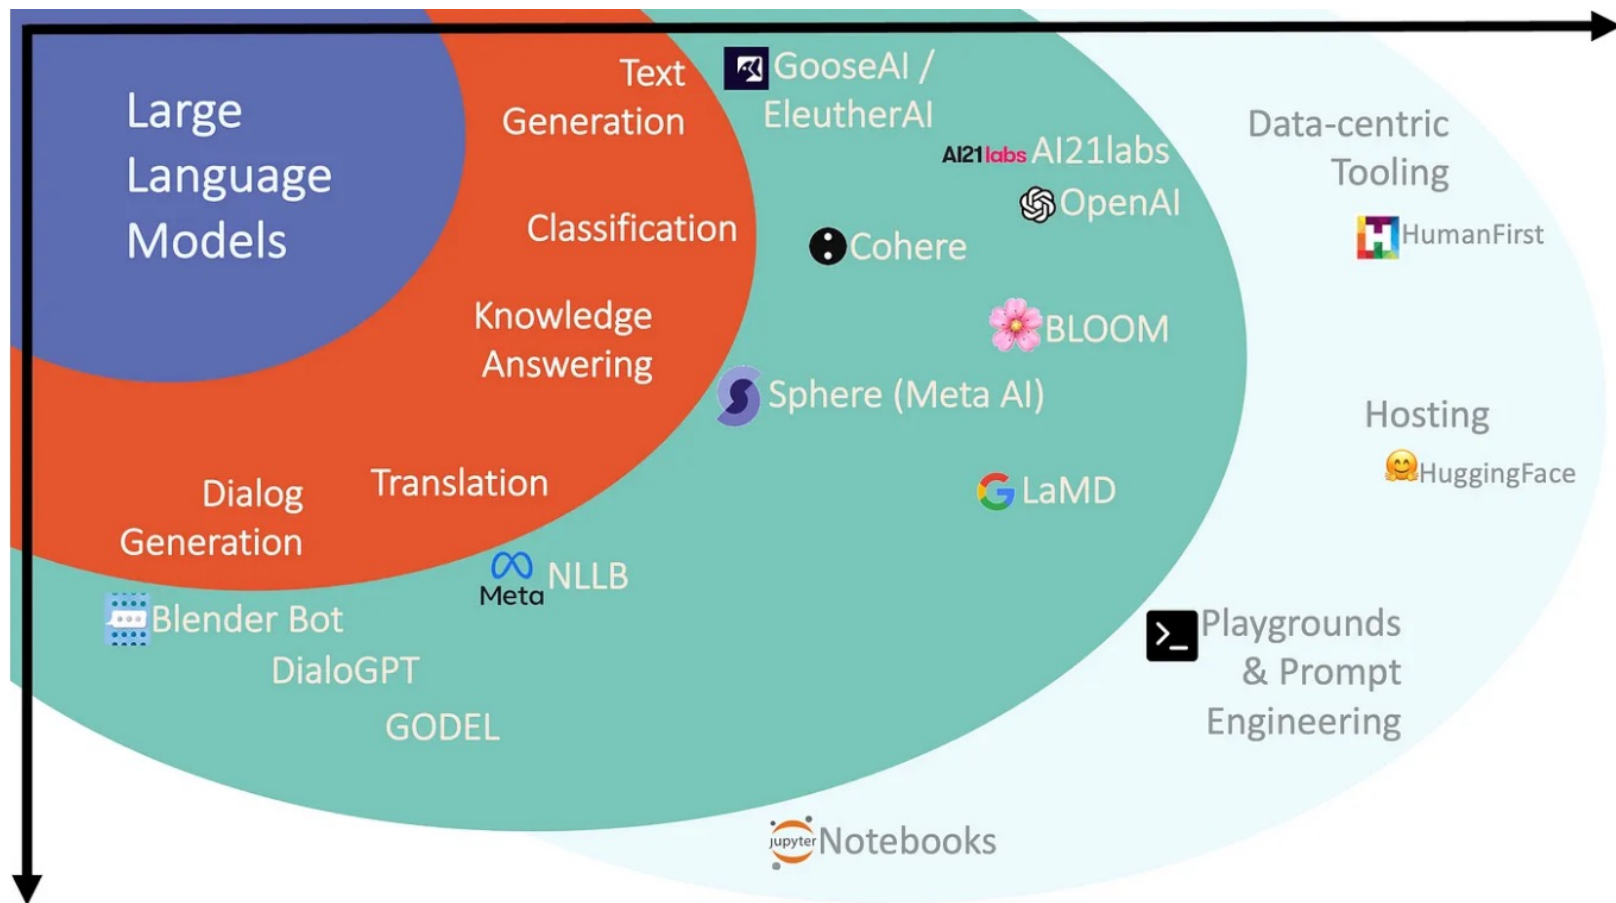 Large
Language
Models
Text
Generation
Classification
Knowledge
Answering
Translation
Dialog
Generation
GooseAI /
EleutherAI
AI21labs AI21labs
OpenAI
Cohere
BLOOM
Sphere (Meta AI)
LaMD
Meta NLLB
Blender Bot
DialoGPT
GODEL
Data-centric
Tooling
HumanFirst
Hosting
HuggingFace
Playgrounds
& Prompt
Engineering
jupyter Notebooks